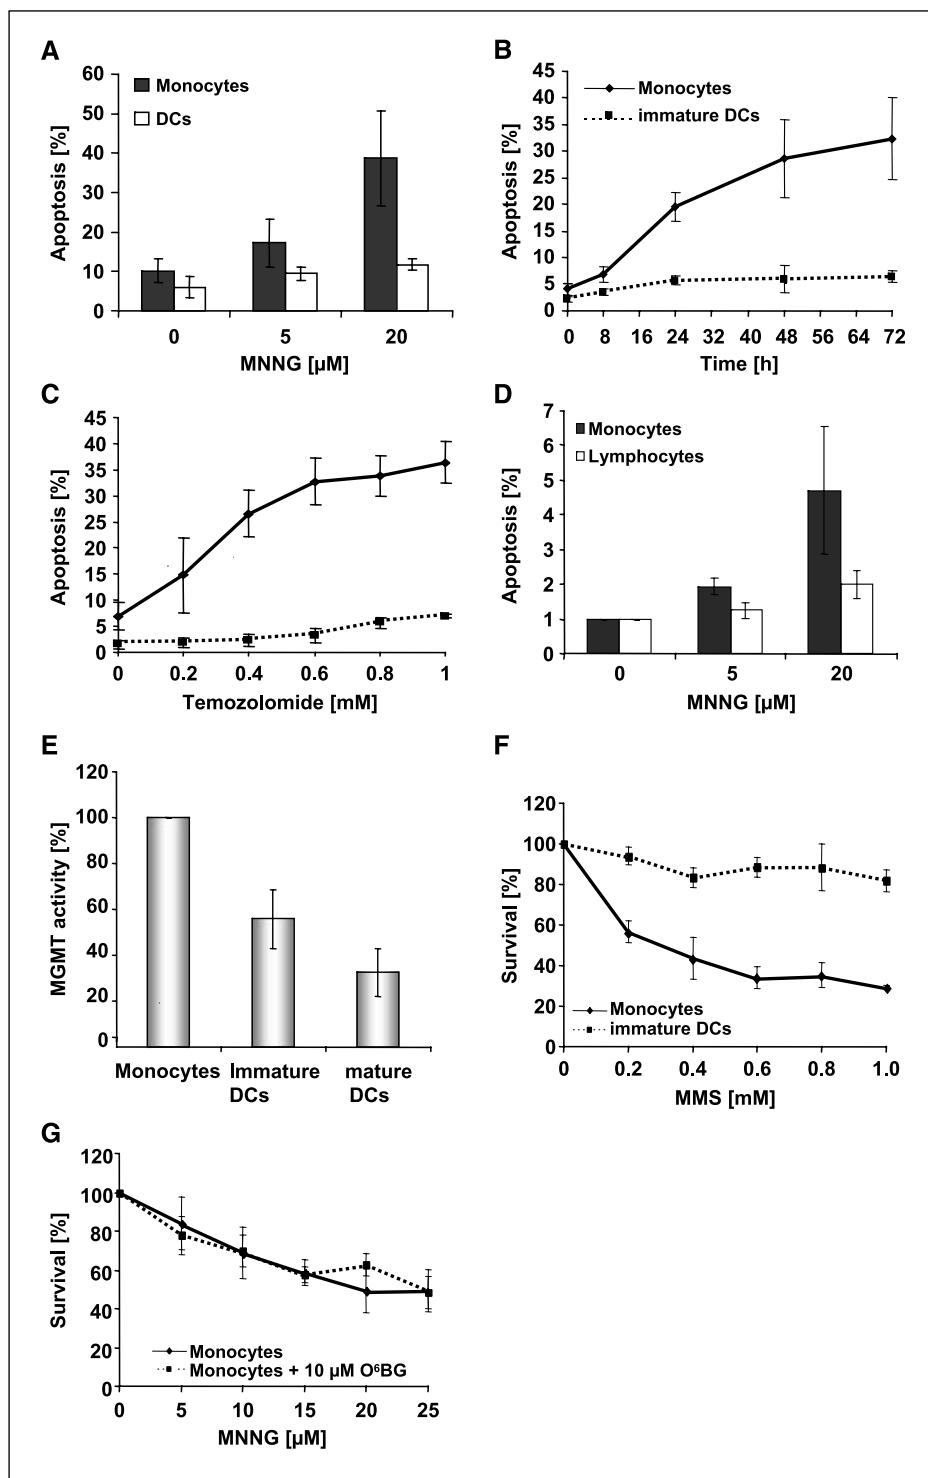 A
Apoptosis [%]
60
50
40
30
20
10
0
Monocytes
DCs
0 5 20
MNNG [µM]
B
Apoptosis [%]
45
40
35
30
25
20
15
10
5
0
Monocytes
immature DCs
0 8 16 24 32 40 48 56 64 72
Time [h]
C
Apoptosis [%]
45
40
35
30
25
20
15
10
5
0
0 0.2 0.4 0.6 0.8 1
Temozolomide [mM]
D
Apoptosis [%]
7
6
5
4
3
2
1
0
Monocytes
Lymphocytes
0 5 20
MNNG [µM]
E
MGMT activity [%]
120
100
80
60
40
20
0
Monocytes Immature mature
DCs DCs
F
Survival [%]
120
100
80
60
40
20
0
Monocytes
immature DCs
0 0.2 0.4 0.6 0.8 1.0
MMS [mM]
G
Survival [%]
120
100
80
60
40
20
0
Monocytes
Monocytes + 10 µM O⁶BG
0 5 10 15 20 25
MNNG [µM]